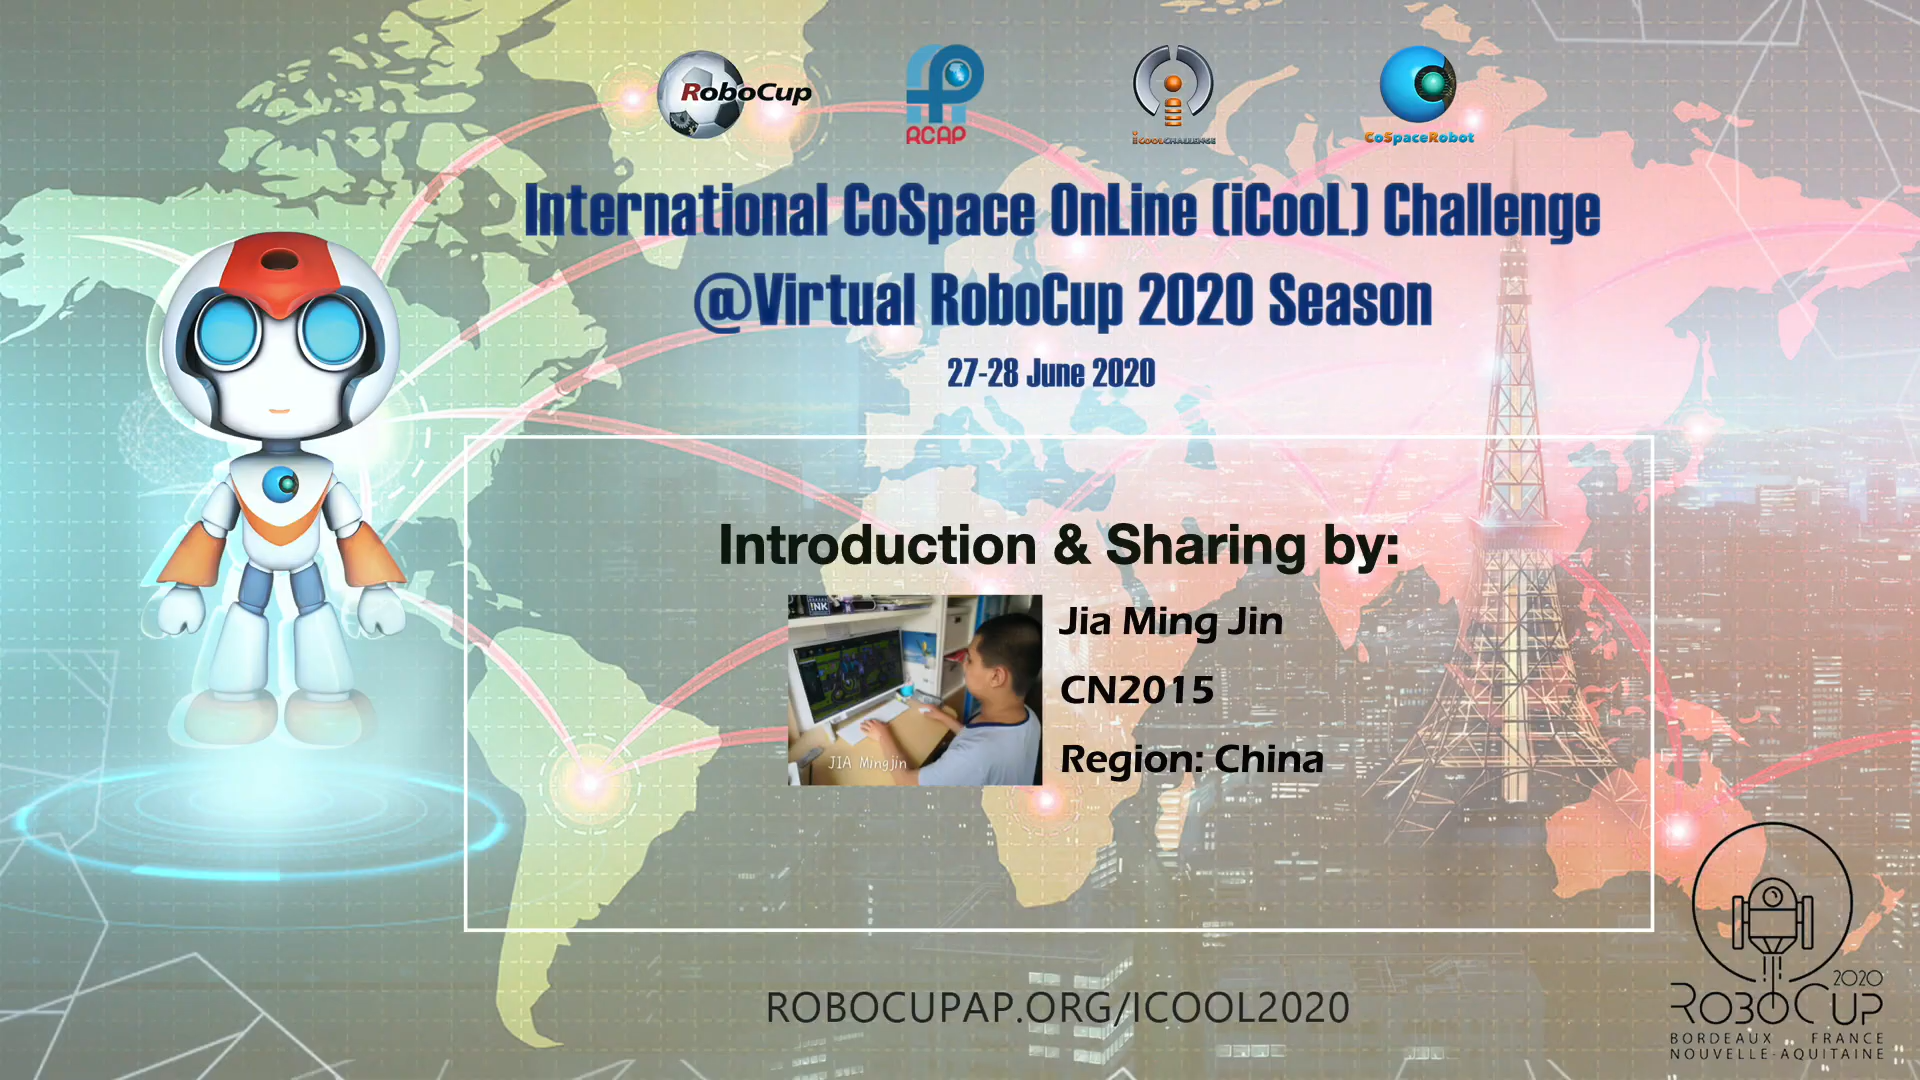 RoboCup
RCAP
iCOOLCHALLENGE
CoSpaceRobot
International CoSpace OnLine (iCooL) Challenge
@Virtual RoboCup 2020 Season
27-28 June 2020
Introduction & Sharing by:
Jia Ming Jin
CN2015
Region: China
JIA Mingjin
ROBOCUPAP.ORG/ICOOL2020
2020
ROBOCUP
BORDEAUX FRANCE
NOUVELLE-AQUITAINE